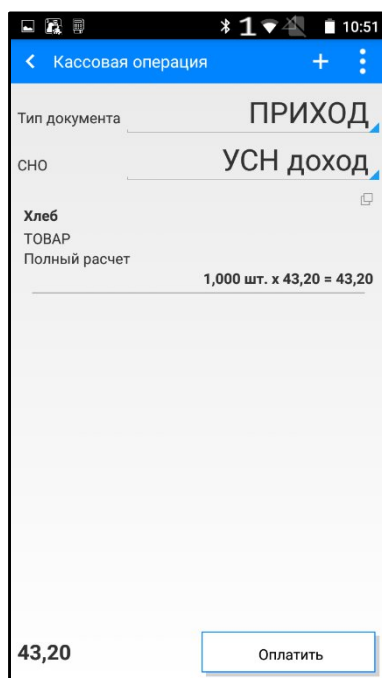 1 10:51
Кассовая операция
Тип документа ПРИХОД
СНО УСН доход
Хлеб
ТОВАР
Полный расчет
1,000 шт. х 43,20 = 43,20
43,20 Оплатить